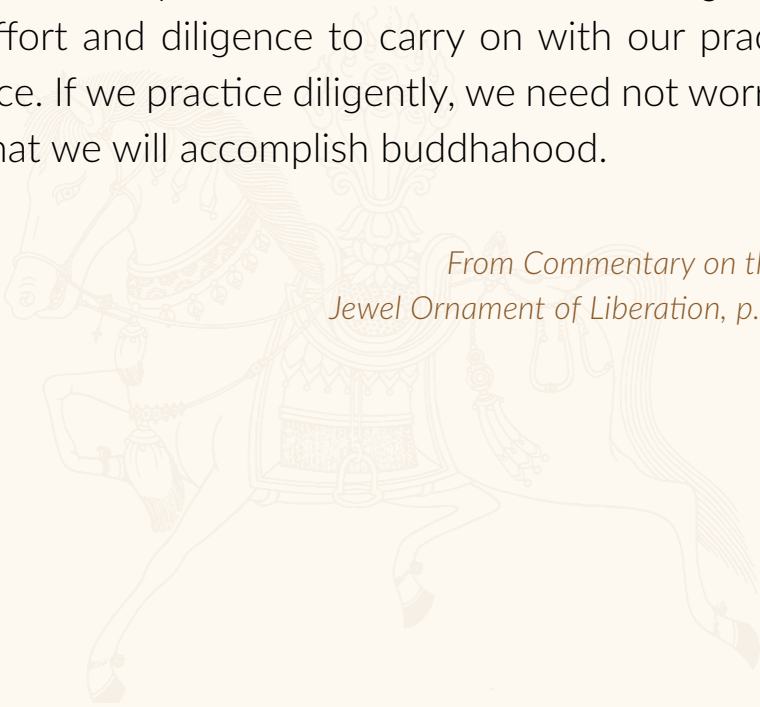 ffort and diligence to carry on with our prac
ce. If we practice diligently, we need not wor
hat we will accomplish buddhahood.
From Commentary on th
Jewel Ornament of Liberation, p.